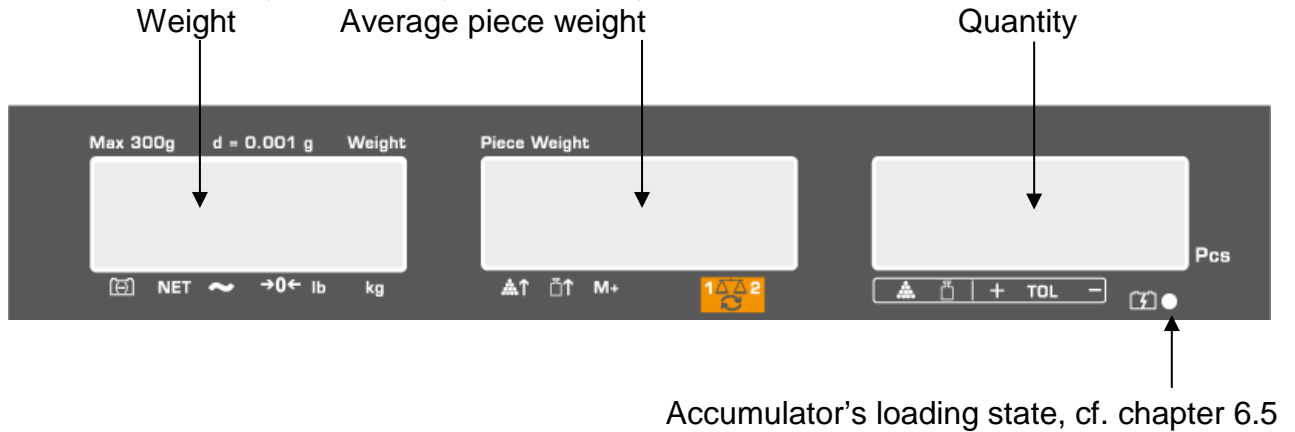 Weight Average piece weight Quantity
Max 300g d = 0.001 g Weight Piece Weight
Pcs
NET →0← lb kg M+ 1 2 + TOL −
Accumulator's loading state, cf. chapter 6.5